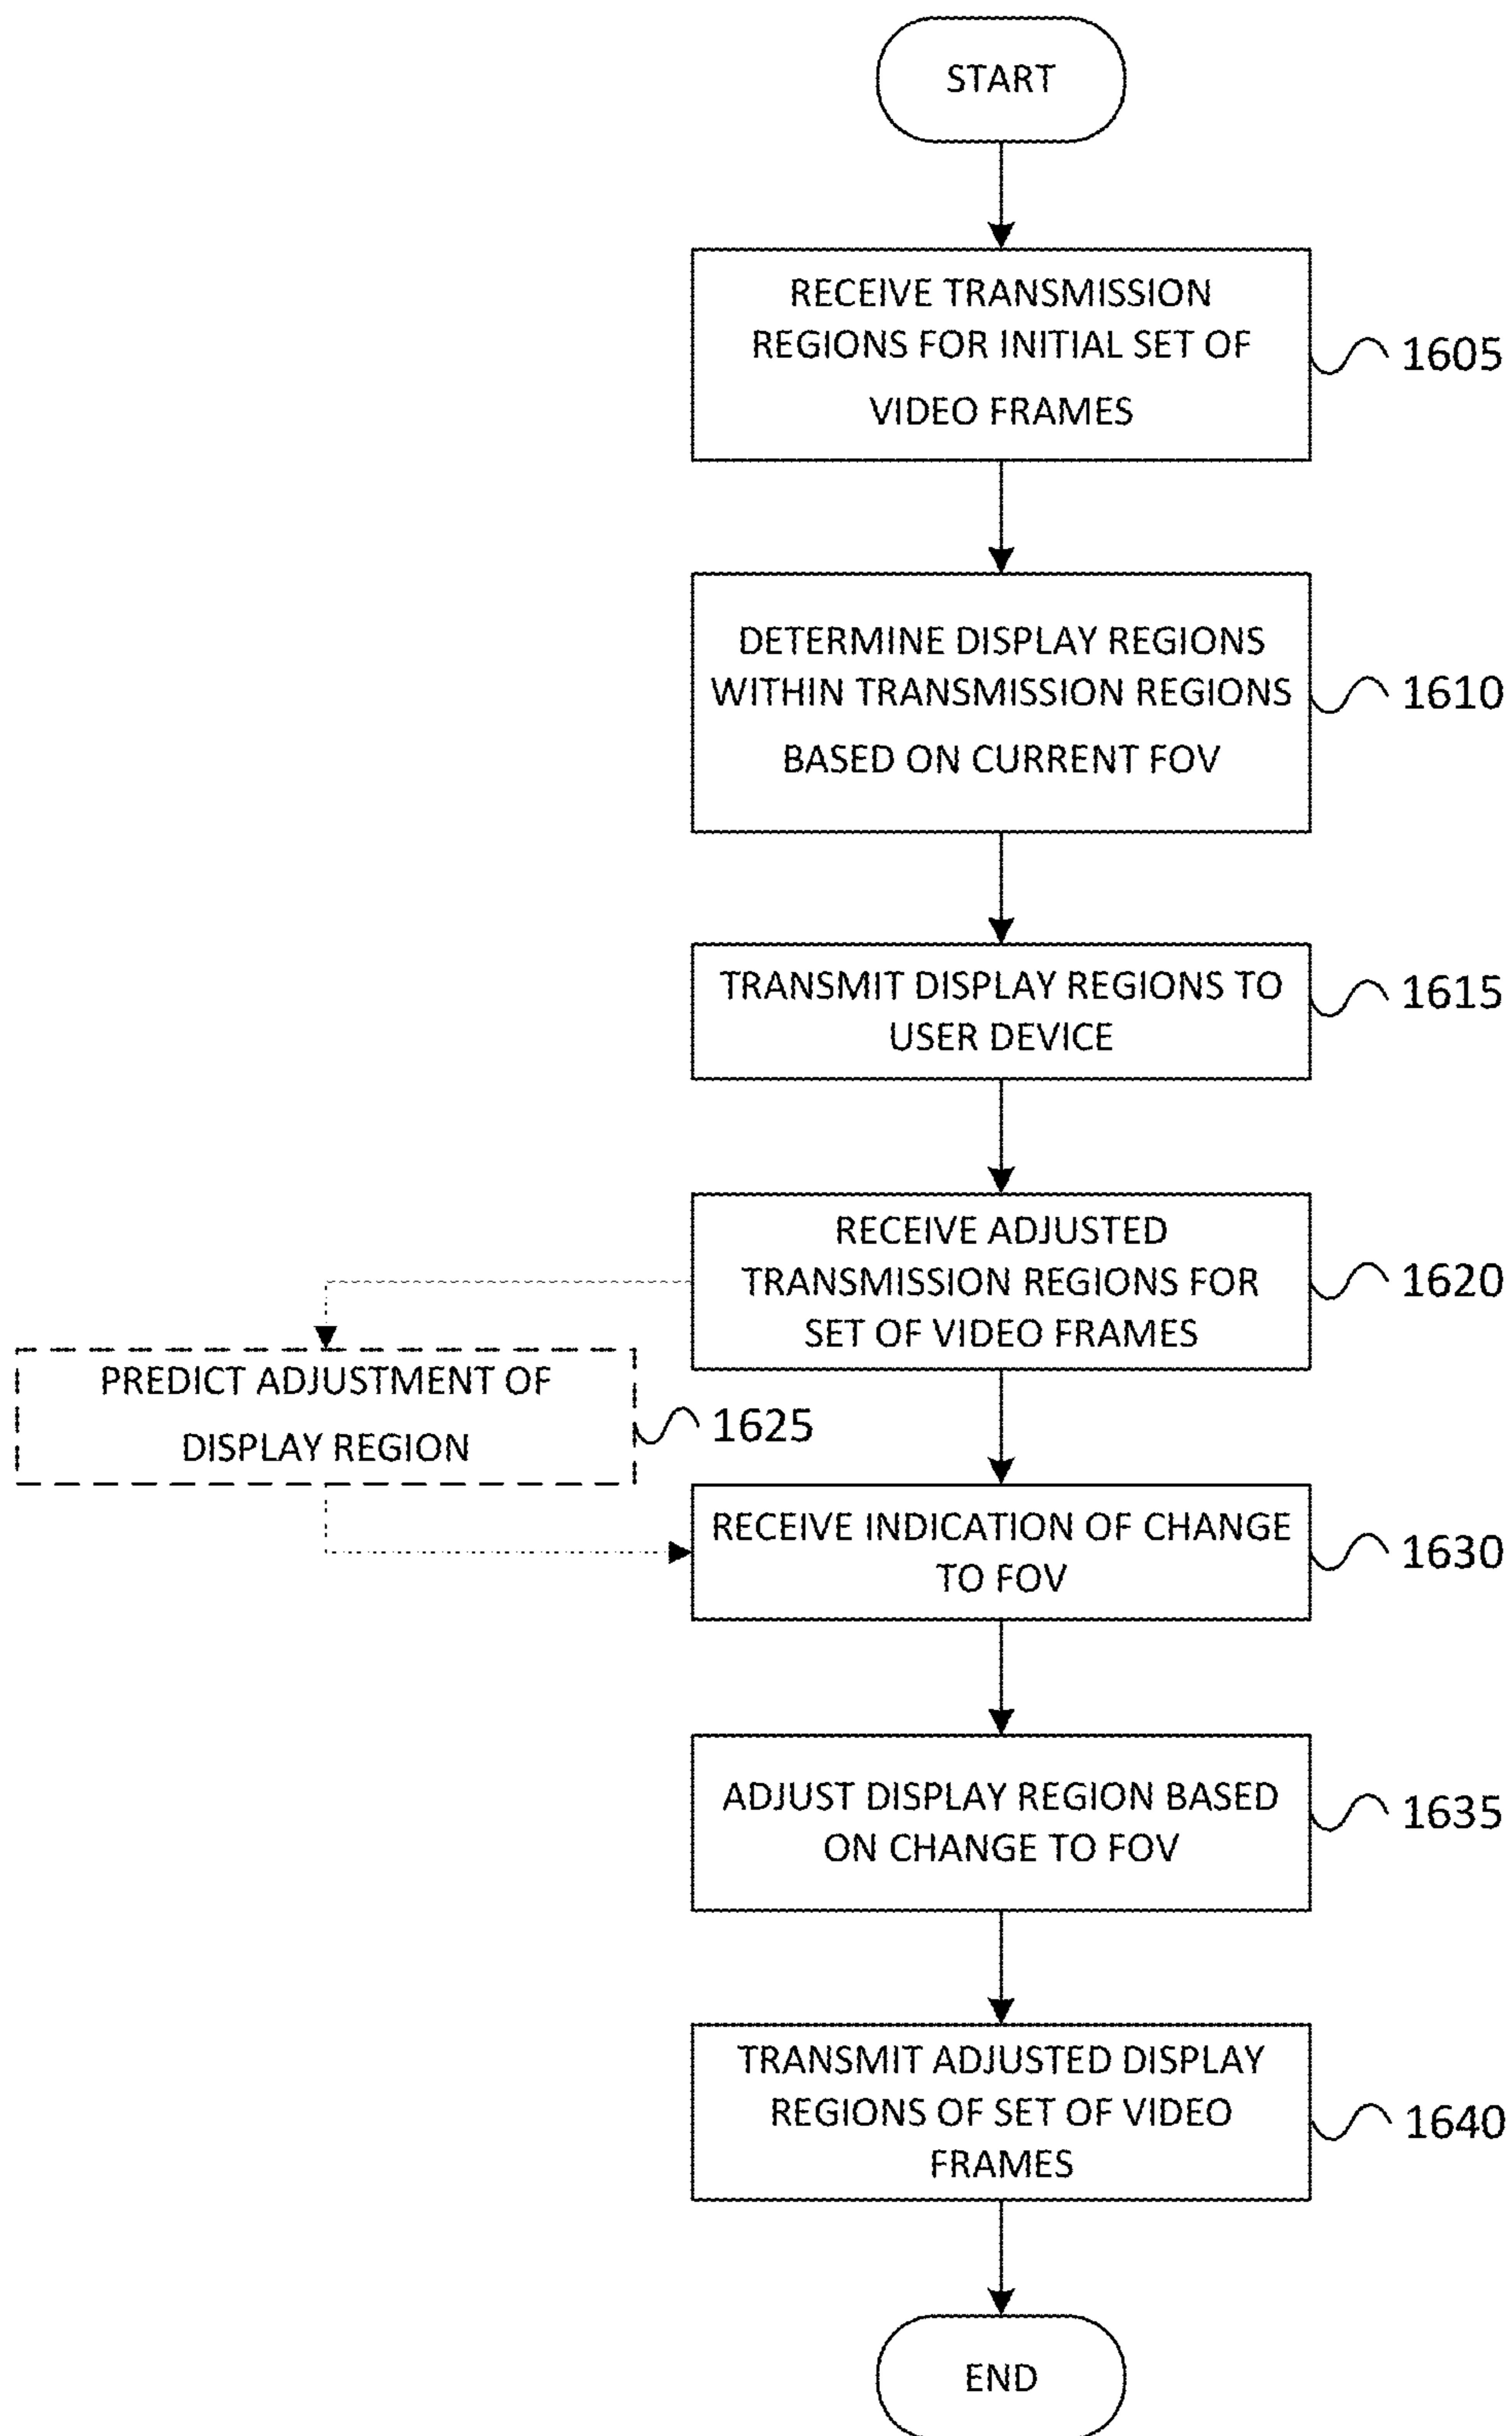 START
RECEIVE TRANSMISSION
REGIONS FOR INITIAL SET OF
VIDEO FRAMES
1605
DETERMINE DISPLAY REGIONS
WITHIN TRANSMISSION REGIONS
BASED ON CURRENT FOV
1610
TRANSMIT DISPLAY REGIONS TO
USER DEVICE
1615
RECEIVE ADJUSTED
TRANSMISSION REGIONS FOR
SET OF VIDEO FRAMES
1620
PREDICT ADJUSTMENT OF
DISPLAY REGION
1625
RECEIVE INDICATION OF CHANGE
TO FOV
1630
ADJUST DISPLAY REGION BASED
ON CHANGE TO FOV
1635
TRANSMIT ADJUSTED DISPLAY
REGIONS OF SET OF VIDEO
FRAMES
1640
END